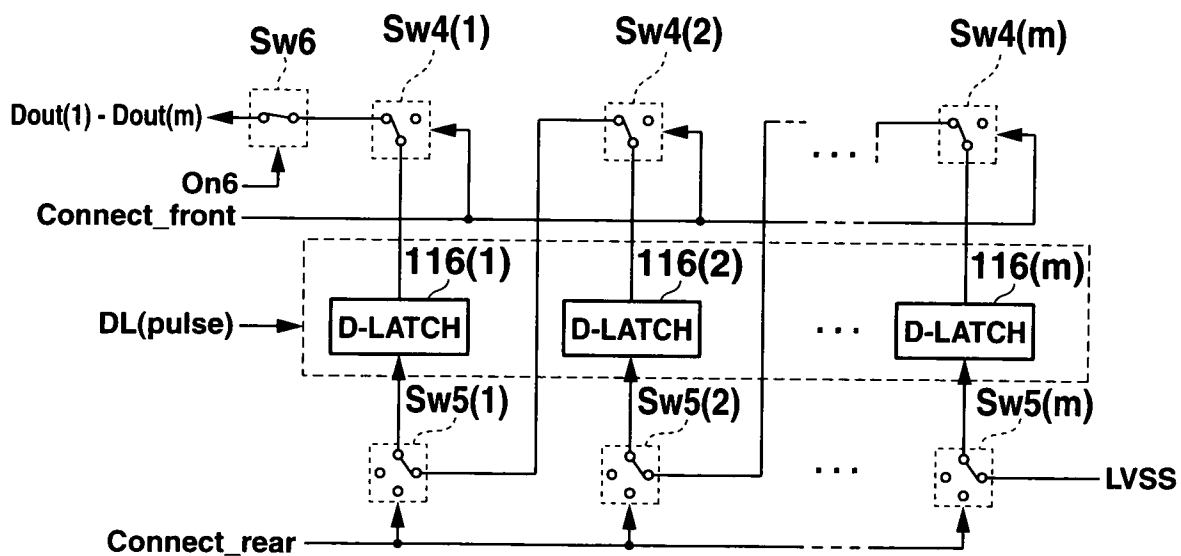 Sw6
Sw4(1)
Sw4(2)
Sw4(m)
Dout(1) - Dout(m)
On6
Connect_front
116(1)
116(2)
116(m)
DL(pulse)
D-LATCH
D-LATCH
D-LATCH
Sw5(1)
Sw5(2)
Sw5(m)
LVSS
Connect_rear